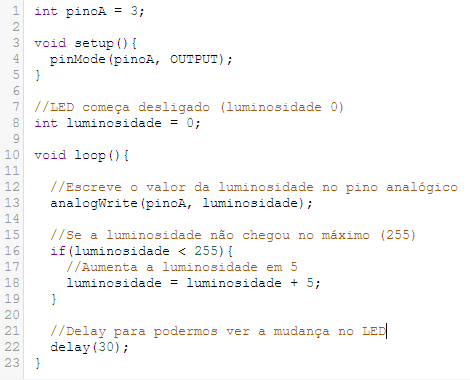 1 int pinoA = 3;
2
3 void setup(){
4   pinMode(pinoA, OUTPUT);
5 }
6
7 //LED começa desligado (luminosidade 0)
8 int luminosidade = 0;
9
10 void loop(){
11
12   //Escreve o valor da luminosidade no pino analógico
13   analogWrite(pinoA, luminosidade);
14
15   //Se a luminosidade não chegou no máximo (255)
16   if(luminosidade < 255){
17     //Aumenta a luminosidade em 5
18     luminosidade = luminosidade + 5;
19   }
20
21   //Delay para podermos ver a mudança no LED
22   delay(30);
23 }